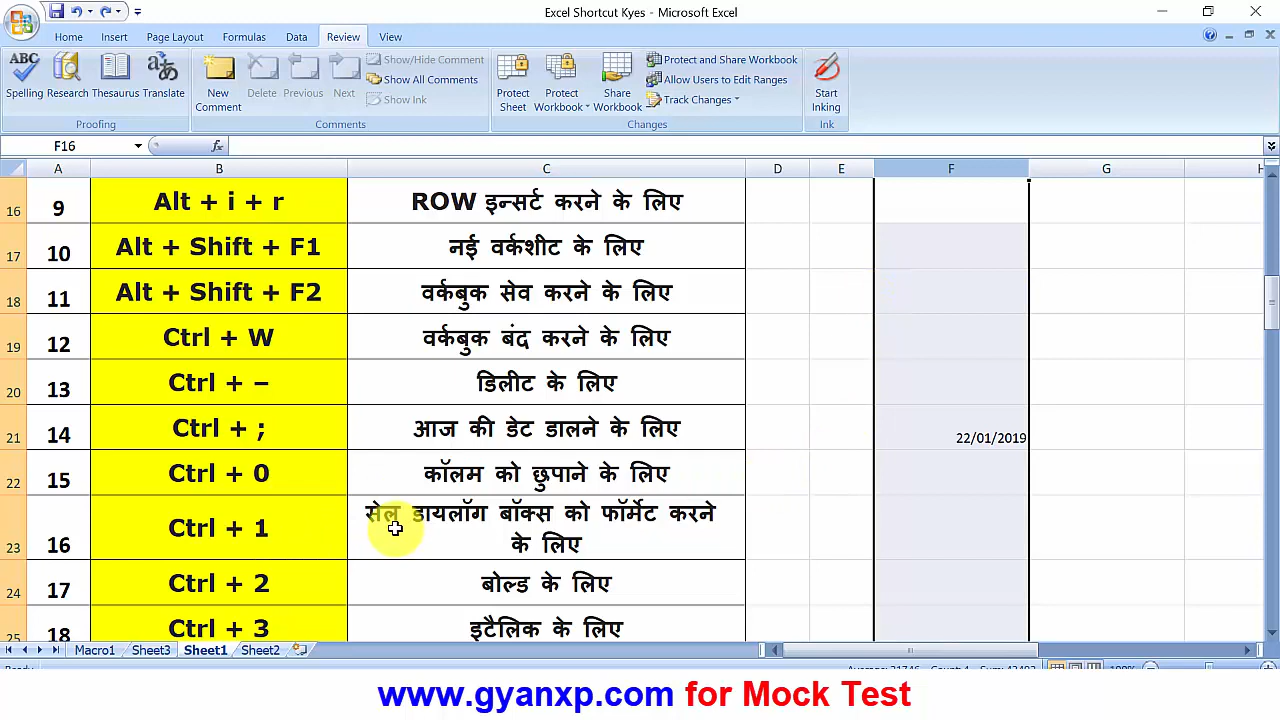 Excel Shortcut Kyes - Microsoft Excel
Home Insert Page Layout Formulas Data Review View
ABC Spelling Research Thesaurus Translate
Proofing
New Comment Delete Previous Next
Show/Hide Comment
Show All Comments
Show Ink
Comments
Protect Sheet Protect Workbook Share Workbook
Protect and Share Workbook
Allow Users to Edit Ranges
Track Changes
Changes
Start Inking
Ink
F16 fx
A B C D E F G H
16 9 Alt + i + r ROW इन्सर्ट करने के लिए
17 10 Alt + Shift + F1 नई वर्कशीट के लिए
18 11 Alt + Shift + F2 वर्कबुक सेव करने के लिए
19 12 Ctrl + W वर्कबुक बंद करने के लिए
20 13 Ctrl + – डिलीट के लिए
21 14 Ctrl + ; आज की डेट डालने के लिए 22/01/2019
22 15 Ctrl + 0 कॉलम को छुपाने के लिए
23 16 Ctrl + 1 सेल डायलॉग बॉक्स को फॉर्मेट करने
के लिए
24 17 Ctrl + 2 बोल्ड के लिए
25 18 Ctrl + 3 इटैलिक के लिए
Macro1 Sheet3 Sheet1 Sheet2
www.gyanxp.com for Mock Test